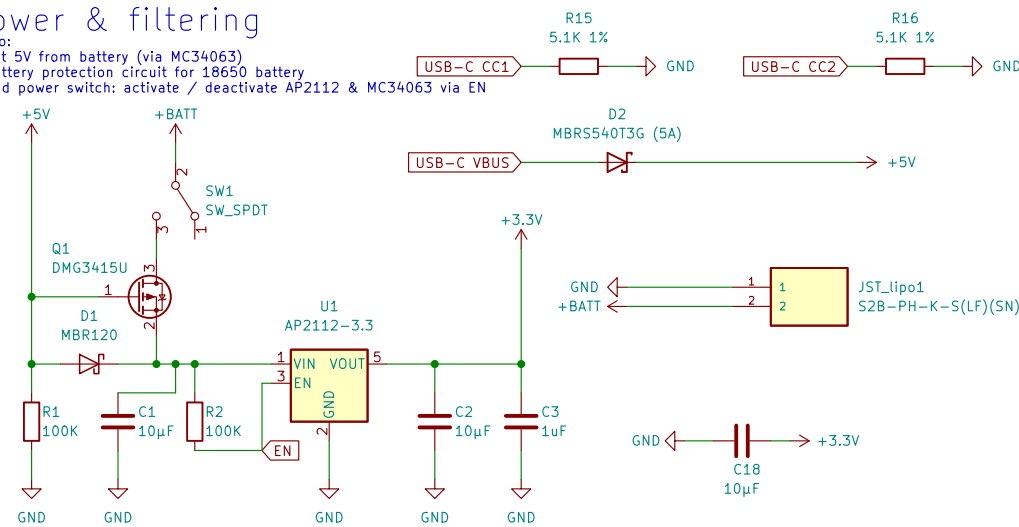 ower & filtering
o:
t 5V from battery (via MC34063)
ttery protection circuit for 18650 battery
d power switch: activate / deactivate AP2112 & MC34063 via EN
R15
5.1K 1%
USB-C CC1
GND
R16
5.1K 1%
USB-C CC2
GND
+5V
+BATT
D2
MBRS540T3G (5A)
USB-C VBUS
+5V
2
SW1
SW_SPDT
3
1
+3.3V
Q1
DMG3415U
3
1
2
D1
MBR120
U1
AP2112-3.3
1
VIN
VOUT
5
3
EN
GND
2
GND
1
1
+BATT
2
2
JST_lipo1
S2B-PH-K-S(LF)(SN)
R1
100K
C1
10µF
R2
100K
EN
C2
10µF
C3
1uF
GND
+3.3V
C18
10µF
GND
GND
GND
GND
GND